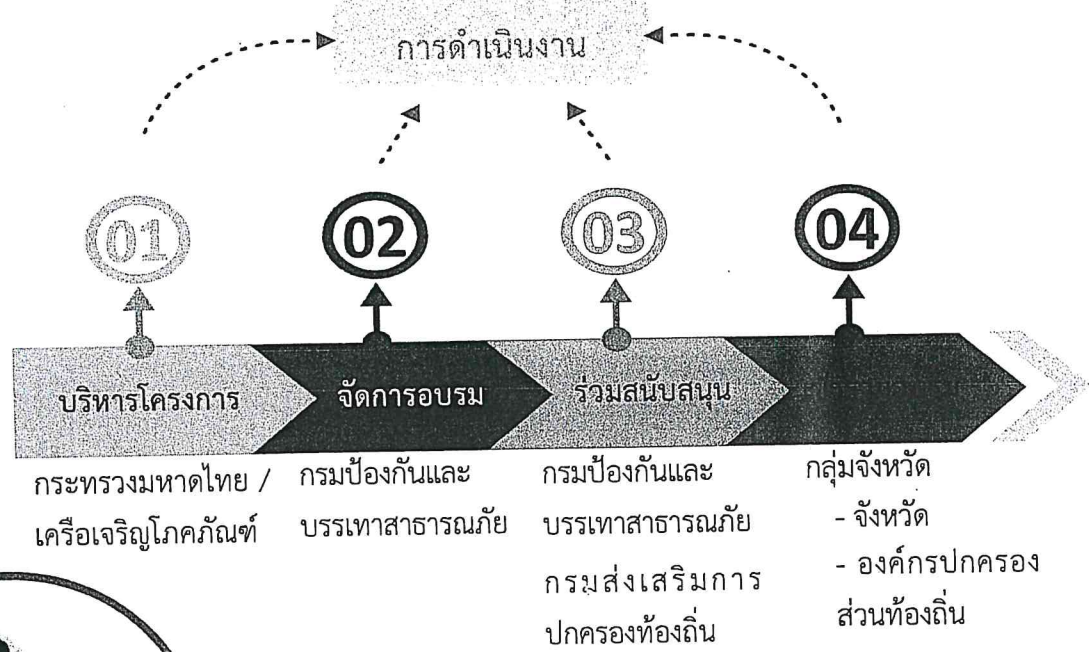 การดำเนินงาน
01
02
03
04
บริหารโครงการ
จัดการอบรม
ร่วมสนับสนุน
กระทรวงมหาดไทย /
เครือเจริญโภคภัณฑ์
กรมป้องกันและ
บรรเทาสาธารณภัย
กรมป้องกันและ
บรรเทาสาธารณภัย
กรมส่งเสริมการ
ปกครองท้องถิ่น
กลุ่มจังหวัด
- จังหวัด
- องค์กรปกครอง
ส่วนท้องถิ่น